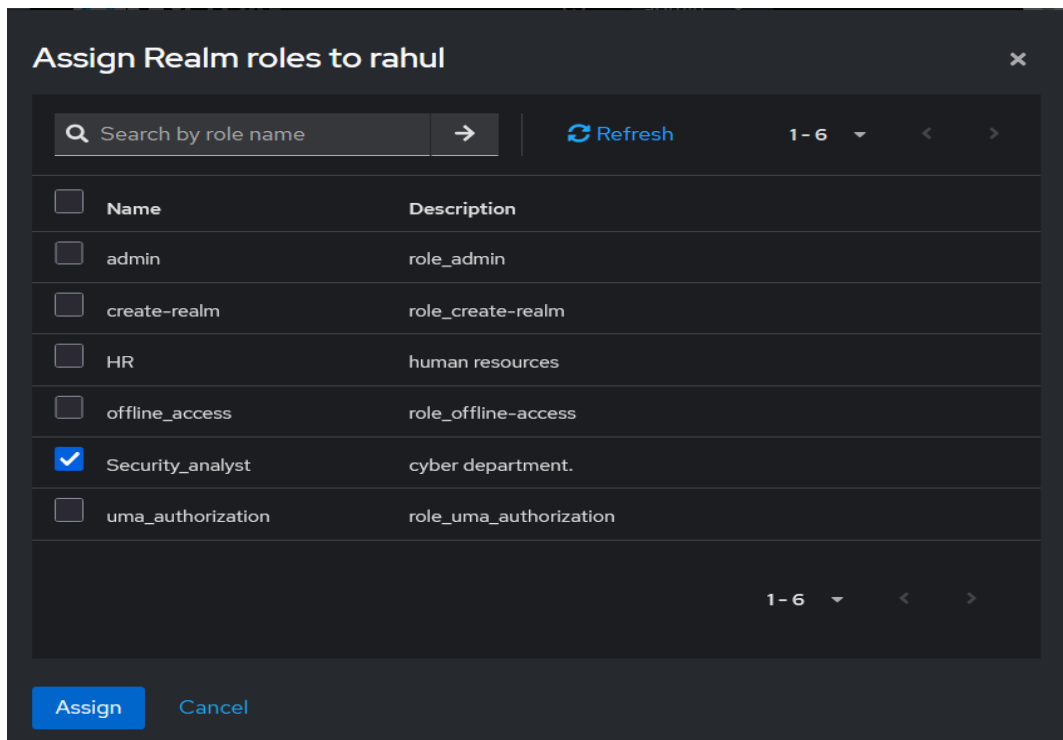 Assign Realm roles to rahul
Search by role name Refresh 1 - 6
Name Description
admin role_admin
create-realm role_create-realm
HR human resources
offline_access role_offline-access
Security_analyst cyber department.
uma_authorization role_uma_authorization
1 - 6
Assign Cancel